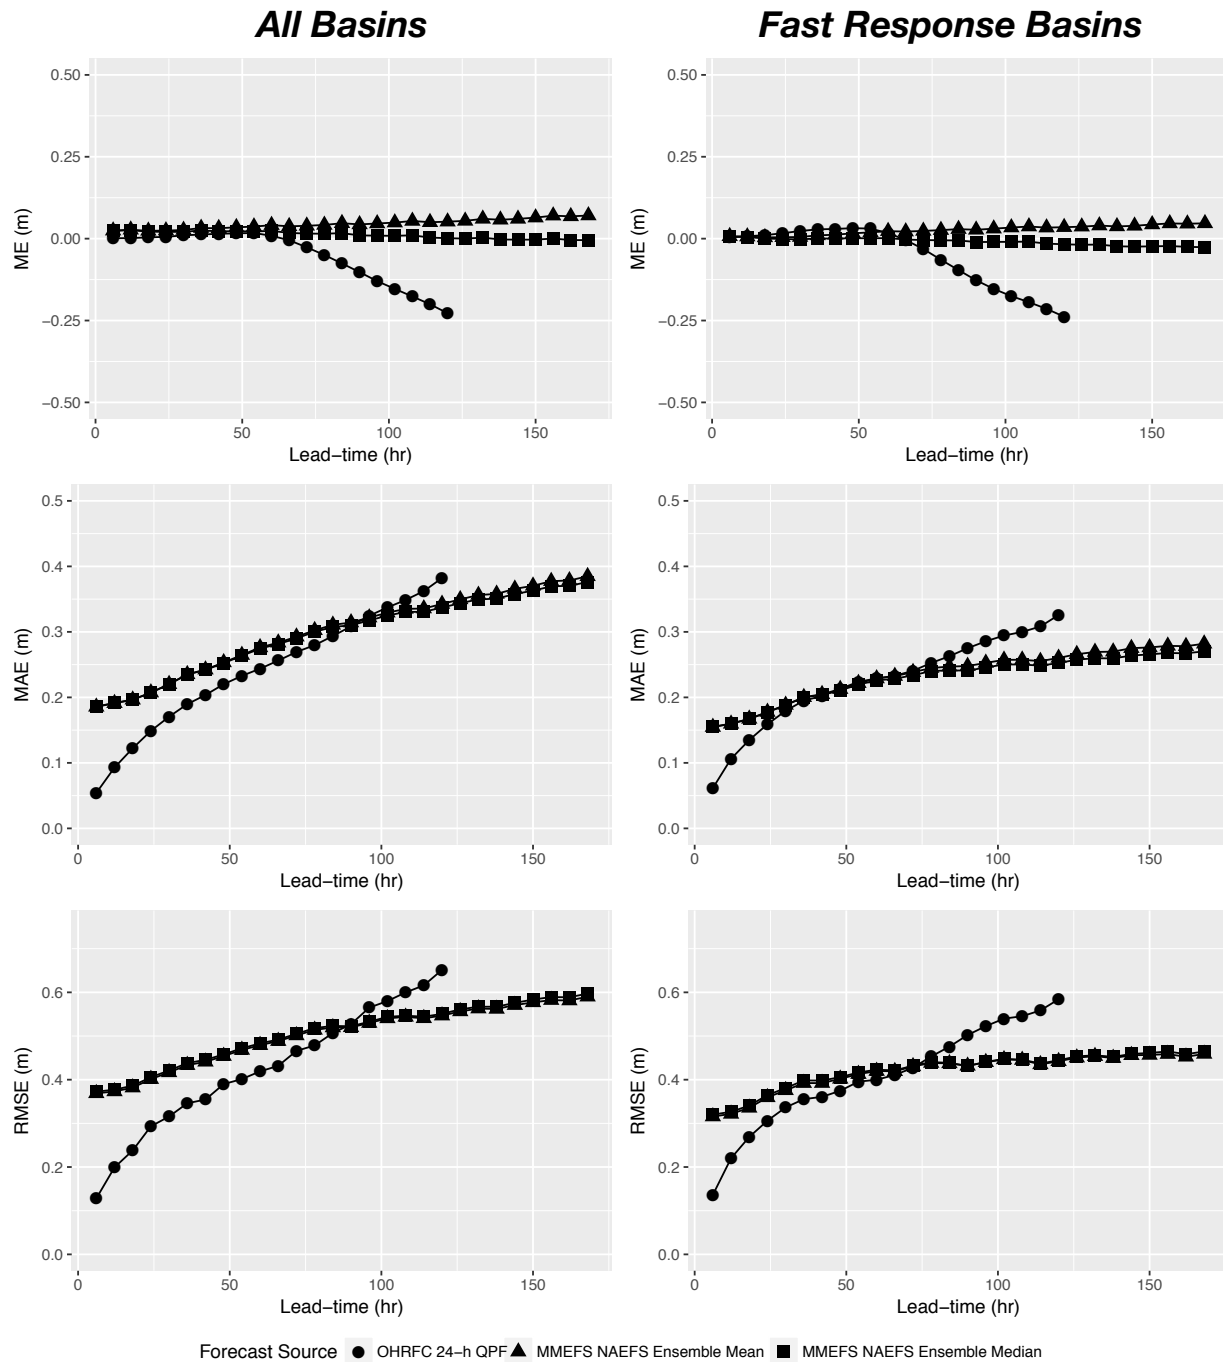 All Basins
Fast Response Basins
0.50
0.25
0.00
−0.25
−0.50
ME (m)
0 50 100 150
Lead−time (hr)
0.50
0.25
0.00
−0.25
−0.50
ME (m)
0 50 100 150
Lead−time (hr)
0.5
0.4
0.3
0.2
0.1
0.0
MAE (m)
0 50 100 150
Lead−time (hr)
0.5
0.4
0.3
0.2
0.1
0.0
MAE (m)
0 50 100 150
Lead−time (hr)
0.6
0.4
0.2
0.0
RMSE (m)
0 50 100 150
Lead−time (hr)
0.6
0.4
0.2
0.0
RMSE (m)
0 50 100 150
Lead−time (hr)
Forecast Source OHRFC 24−h QPF MMEFS NAEFS Ensemble Mean MMEFS NAEFS Ensemble Median